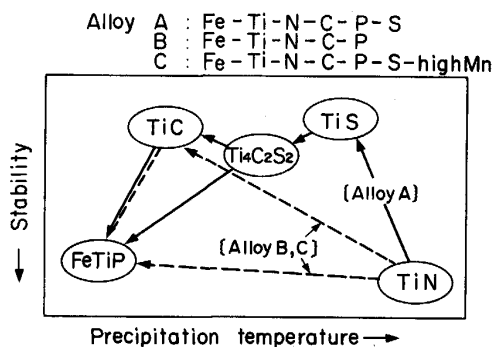 Alloy A : Fe-Ti-N-C-P-S
B : Fe-Ti-N-C-P
C : Fe-Ti-N-C-P-S-highMn
TiC
TiS
Ti4C2S2
[Alloy A]
[Alloy B,C]
FeTiP
TiN
← Stability
Precipitation temperature →